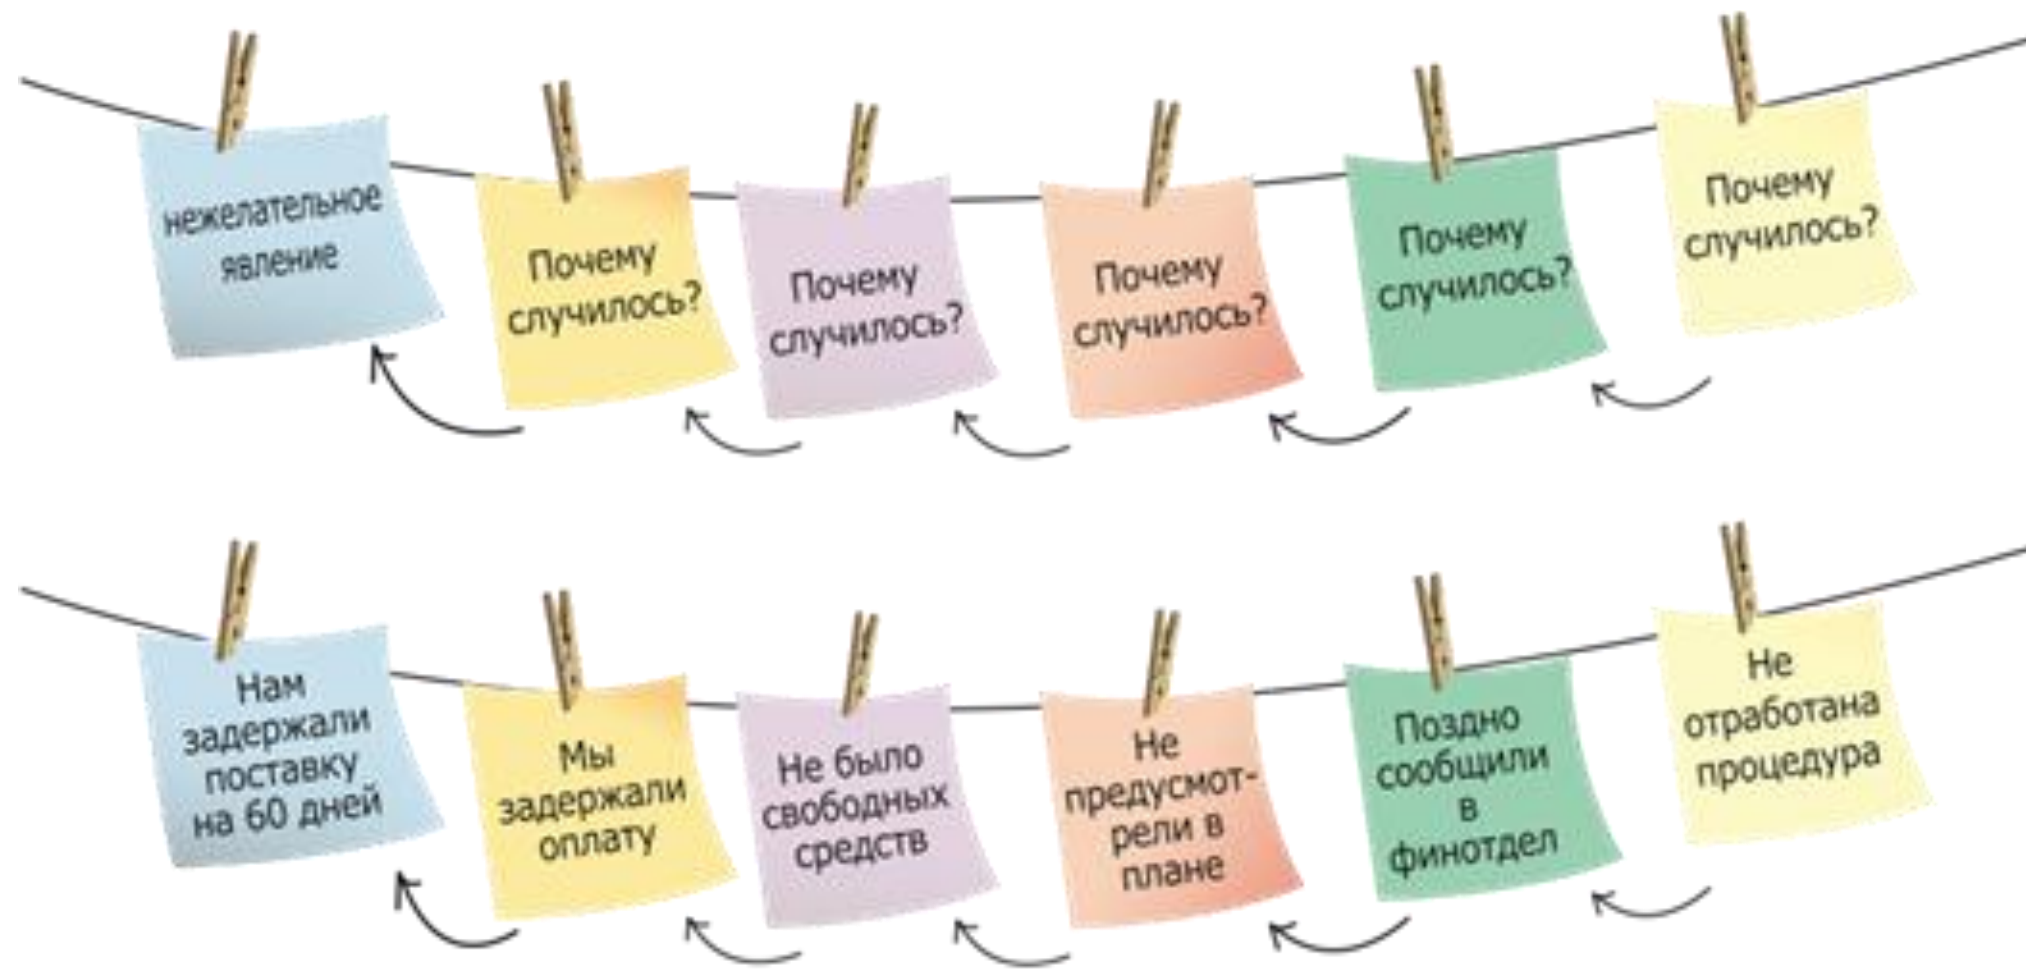 нежелательное
явление
Почему
случилось?
Почему
случилось?
Почему
случилось?
Почему
случилось?
Почему
случилось?
Нам
задержали
поставку
на 60 дней
Мы
задержали
оплату
Не было
свободных
средств
Не
предусмот-
рели в
плане
Поздно
сообщили
в
финотдел
Не
отработана
процедура